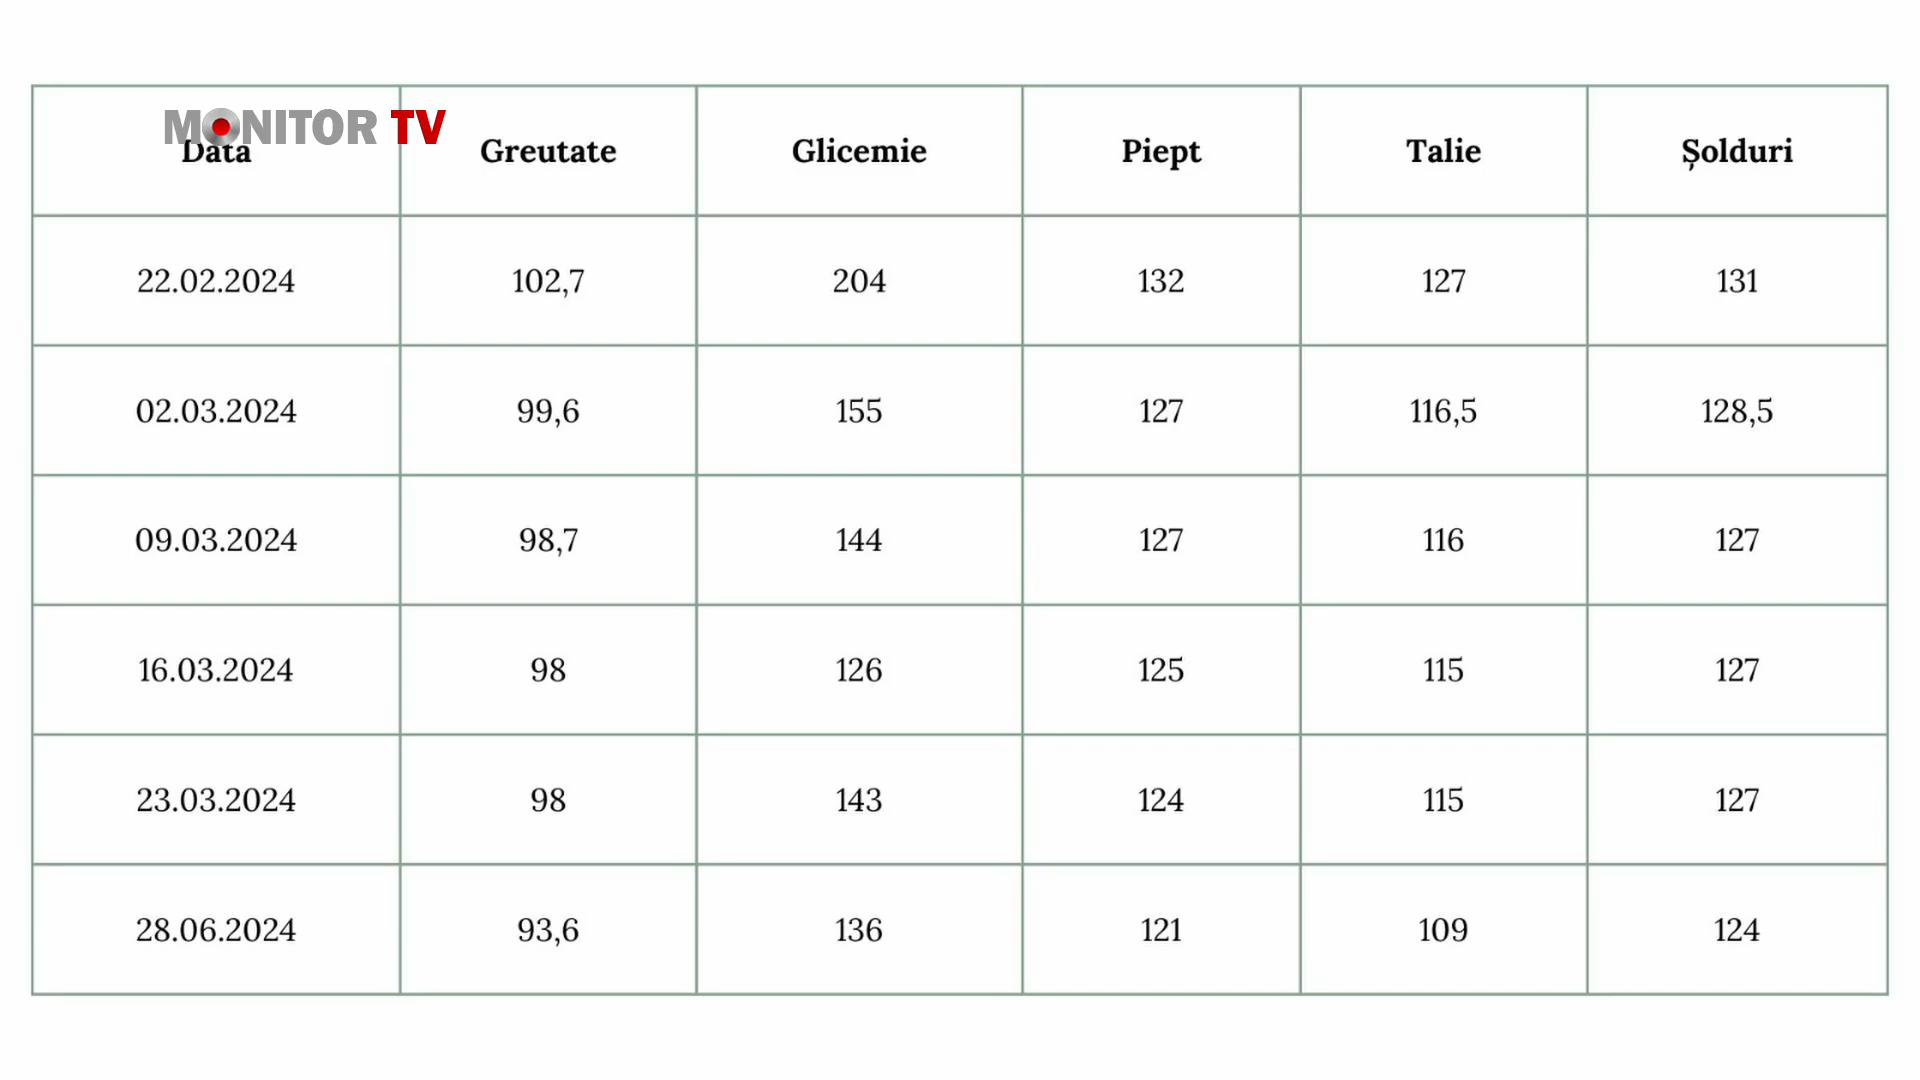 MONITOR TV
Data Greutate Glicemie Piept Talie Șolduri
22.02.2024 102,7 204 132 127 131
02.03.2024 99,6 155 127 116,5 128,5
09.03.2024 98,7 144 127 116 127
16.03.2024 98 126 125 115 127
23.03.2024 98 143 124 115 127
28.06.2024 93,6 136 121 109 124